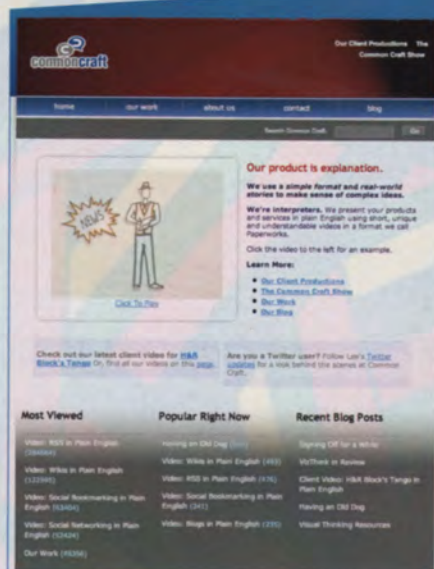 commoncraft
Our Client Productions The
Common Craft Show
home our work about us contact blog
Search Common Craft Go
Our product is explanation.
We use a simple format and real-world
stories to make sense of complex ideas.
We're interpreters. We present your products
and services in plain English using short, unique
and understandable videos in a format we call
Paperworks.
Click the video to the left for an example.
Learn More:
Our Client Productions
The Common Craft Show
Our Work
Our Blog
NEWS
Click To Play
Check out our latest client video for H&R
Block's Tango Or, find all our videos on this page.
Are you a Twitter user? Follow Lee's Twitter
updates for a look behind the scenes at Common
Craft.
Most Viewed
Video: RSS in Plain English
Video: Wikis in Plain English
Video: Social Bookmarking in Plain
English
Video: Social Networking in Plain
English
Our Work
Popular Right Now
Having an Old Dog
Video: Wikis in Plain English
Video: RSS in Plain English
Video: Social Bookmarking in Plain
English (241)
Video: Blogs in Plain English
Recent Blog Posts
Signing Off for a While
VizThink in Review
Client Video: H&R Block's Tango in
Plain English
Having an Old Dog
Visual Thinking Resources